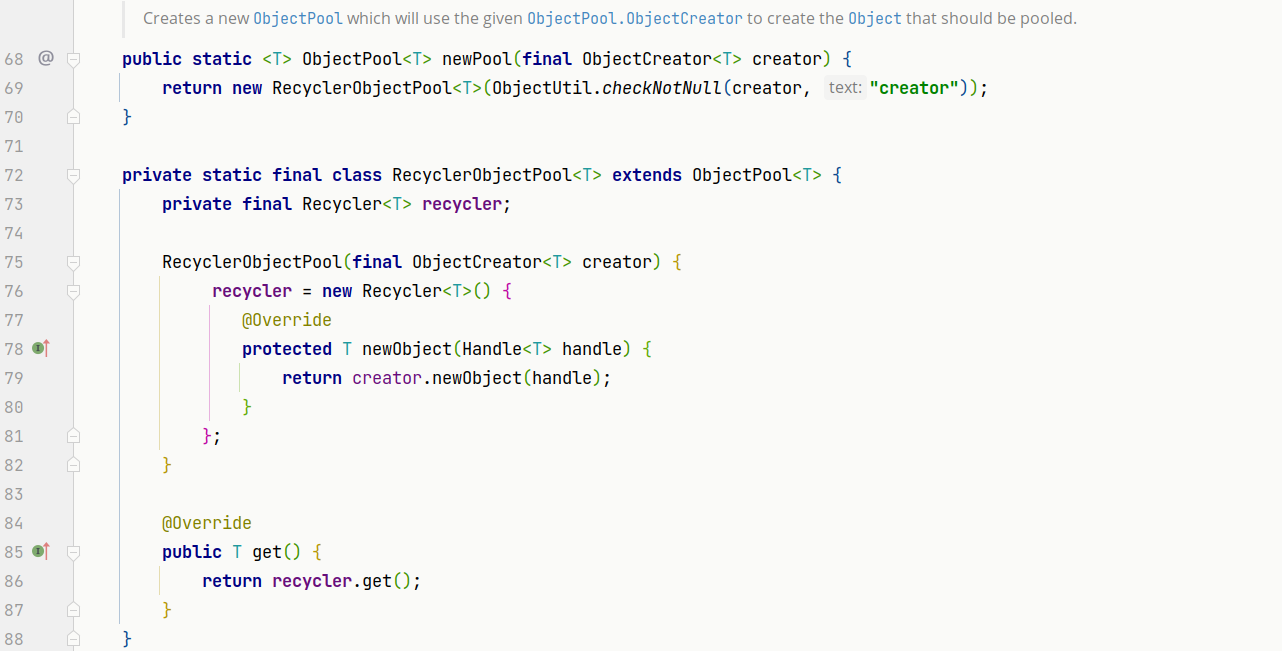 Creates a new ObjectPool which will use the given ObjectPool.ObjectCreator to create the Object that should be pooled.
68 @ public static <T> ObjectPool<T> newPool(final ObjectCreator<T> creator) {
69 return new RecyclerObjectPool<T>(ObjectUtil.checkNotNull(creator, text: "creator"));
70 }
71
72 private static final class RecyclerObjectPool<T> extends ObjectPool<T> {
73 private final Recycler<T> recycler;
74
75 RecyclerObjectPool(final ObjectCreator<T> creator) {
76 recycler = new Recycler<T>() {
77 @Override
78 protected T newObject(Handle<T> handle) {
79 return creator.newObject(handle);
80 }
81 };
82 }
83
84 @Override
85 public T get() {
86 return recycler.get();
87 }
88 }